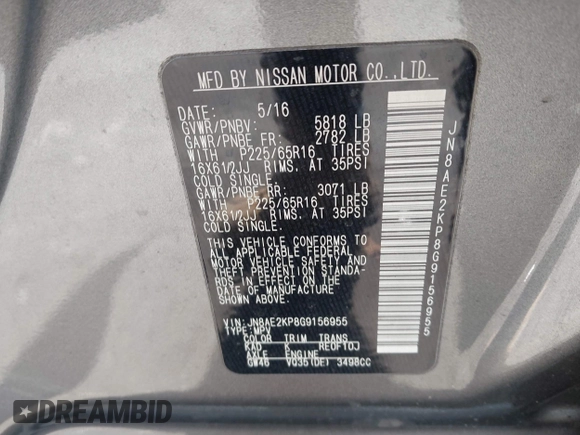 MFD BY NISSAN MOTOR CO.,LTD.
DATE: 5/16
GVWR/PNBV: 5818 LB
GAWR/PNBE FR: 2782 LB
WITH P225/65R16 TIRES
16X61/2JJ RIMS, AT 35PSI
COLD SINGLE.
GAWR/PNBE RR: 3071 LB
WITH P225/65R16 TIRES
16X61/2JJ RIMS, AT 35PSI
COLD SINGLE.
THIS VEHICLE CONFORMS TO
ALL APPLICABLE FEDERAL
MOTOR VEHICLE SAFETY AND
THEFT PREVENTION STANDA-
RDS IN EFFECT ON THE
DATE OF MANUFACTURE
SHOWN ABOVE.
VIN: JN8AE2KP8G9156955
TYPE: MPV
COLOR TRIM TRANS
KAD K RE0F10J
AXLE ENGINE
GW46 VQ35(DE) 3498CC
JN8AE2KP8G9156955
DREAMBID